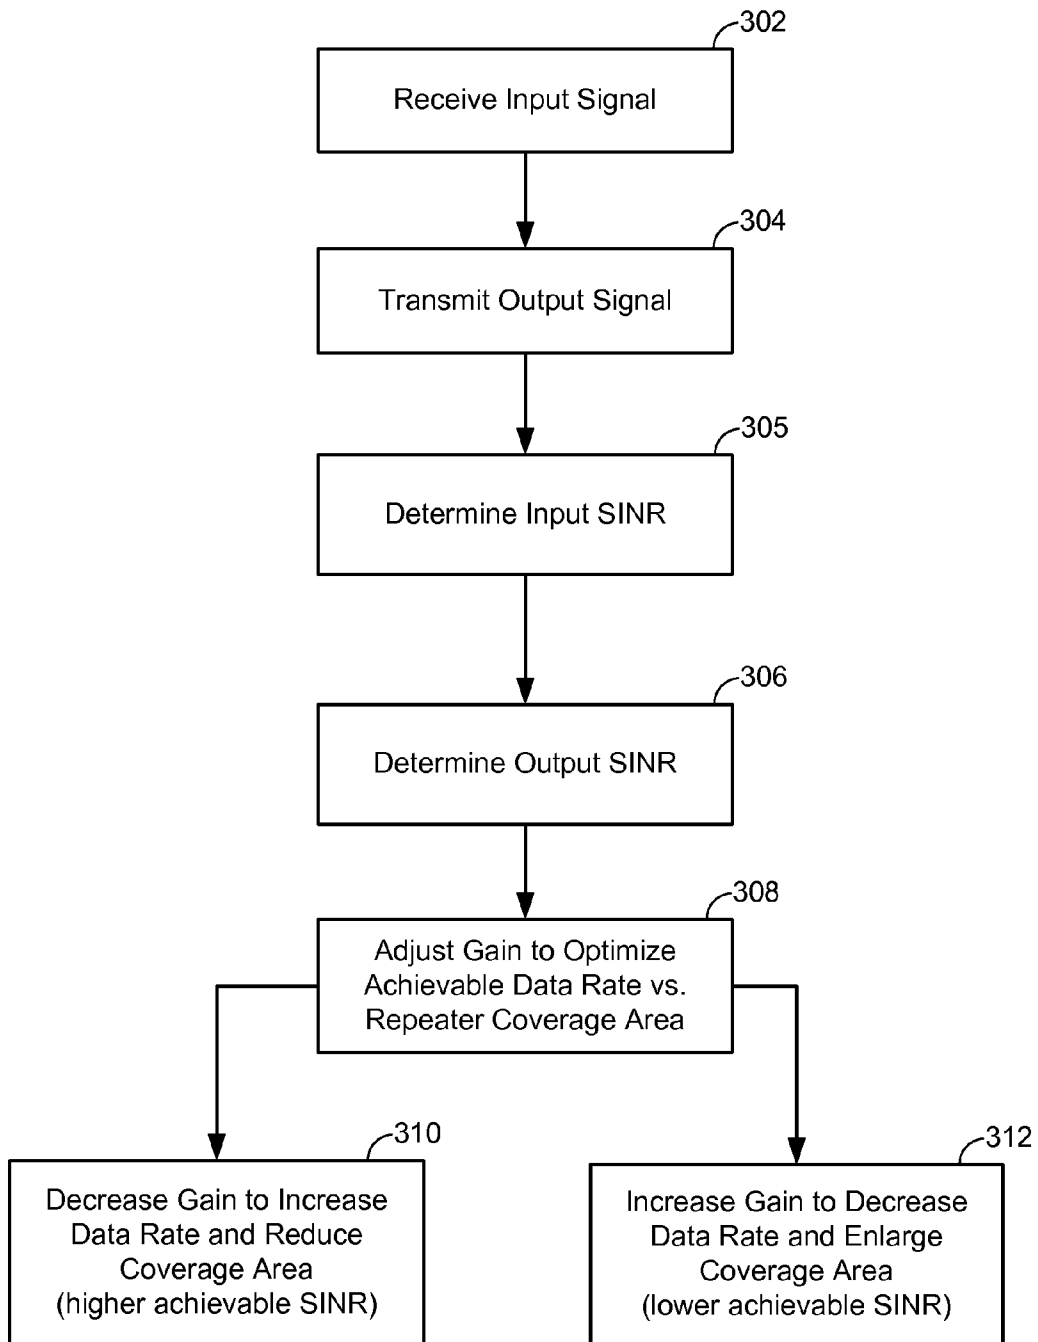 302
Receive Input Signal
304
Transmit Output Signal
305
Determine Input SINR
306
Determine Output SINR
308
Adjust Gain to Optimize
Achievable Data Rate vs.
Repeater Coverage Area
310
Decrease Gain to Increase
Data Rate and Reduce
Coverage Area
(higher achievable SINR)
312
Increase Gain to Decrease
Data Rate and Enlarge
Coverage Area
(lower achievable SINR)